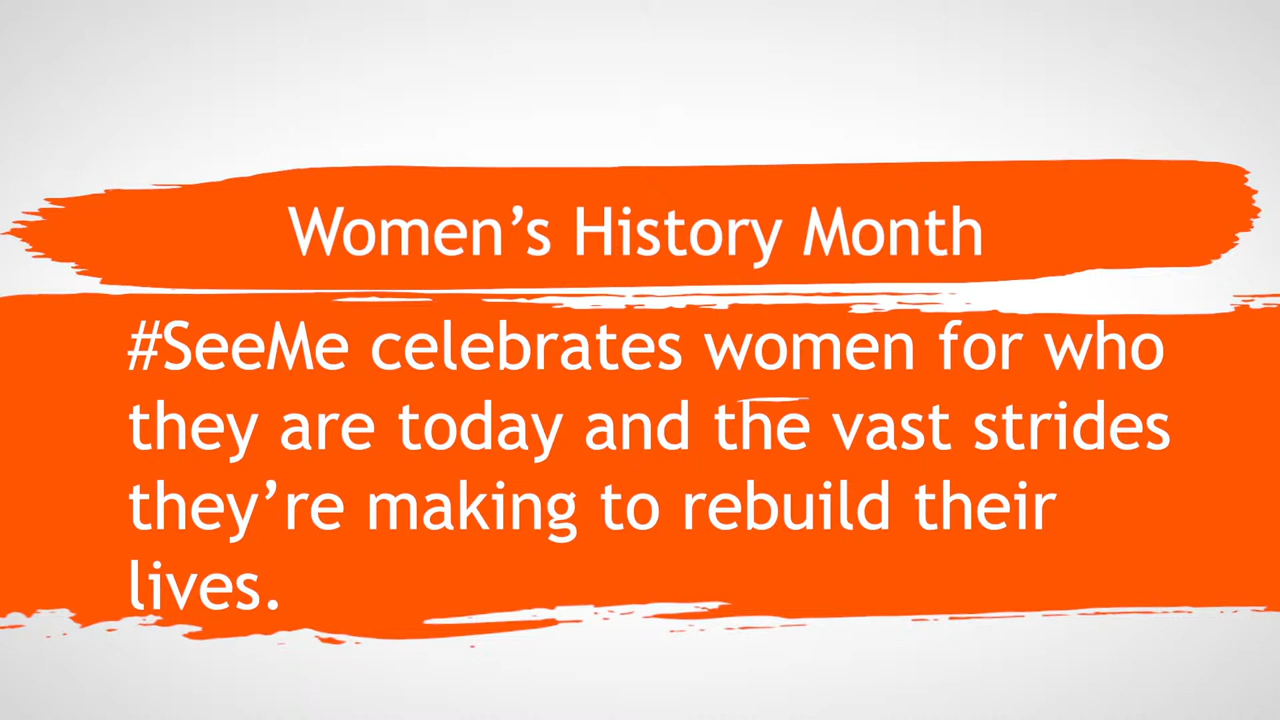 Women’s History Month
#SeeMe celebrates women for who
they are today and the vast strides
they’re making to rebuild their
lives.